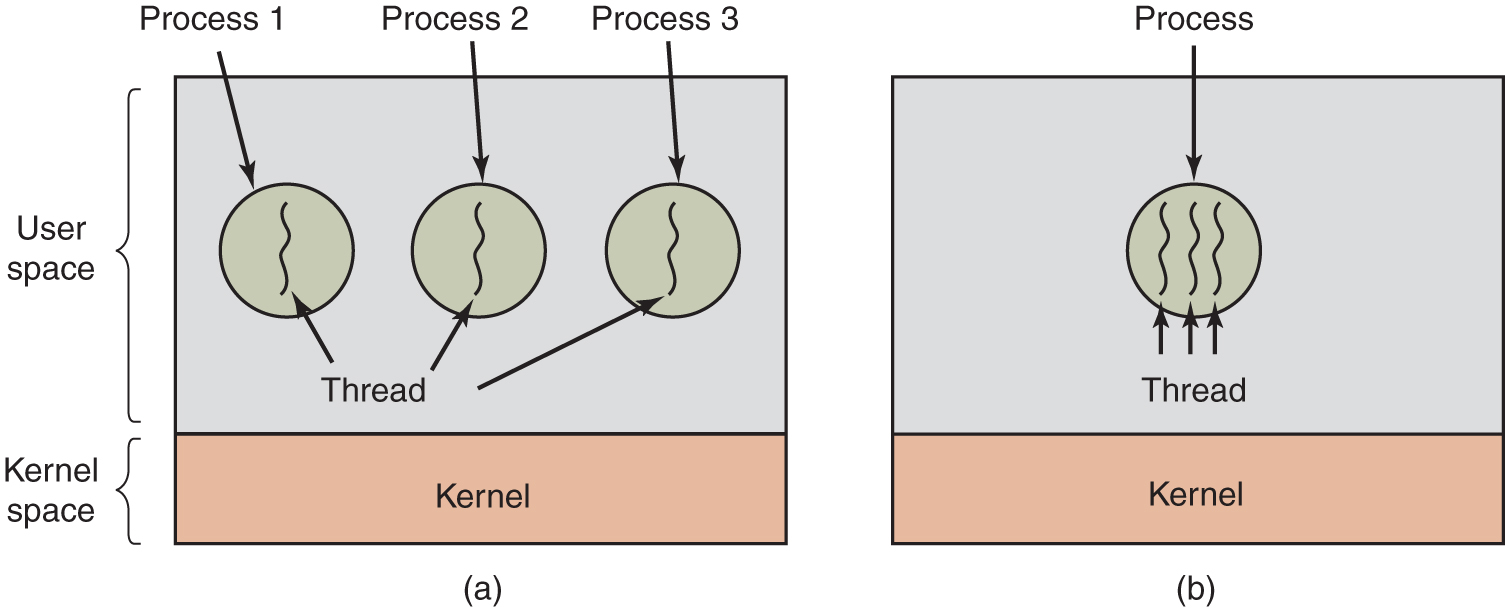 Process 1
Process 2
Process 3
Process
User
space
Thread
Thread
Kernel
space
Kernel
Kernel
(a)
(b)